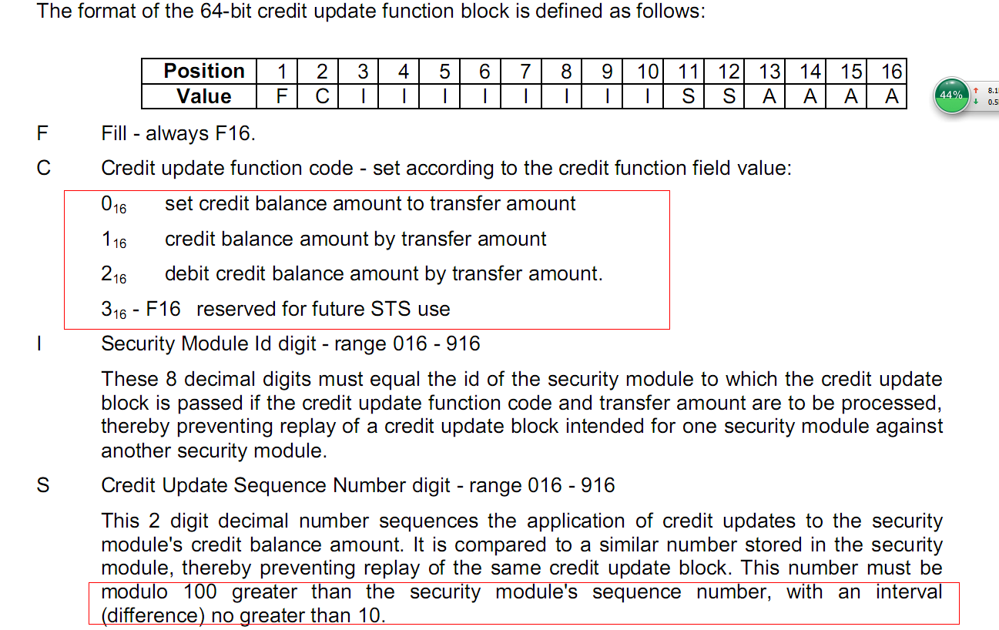 The format of the 64-bit credit update function block is defined as follows:
Position 1 2 3 4 5 6 7 8 9 10 11 12 13 14 15 16
Value F C I I I I I I I I S S A A A A
44% 8.1
0.5
F Fill - always F16.
C Credit update function code - set according to the credit function field value:
0₁₆ set credit balance amount to transfer amount
1₁₆ credit balance amount by transfer amount
2₁₆ debit credit balance amount by transfer amount.
3₁₆ - F16 reserved for future STS use
I Security Module Id digit - range 016 - 916
These 8 decimal digits must equal the id of the security module to which the credit update
block is passed if the credit update function code and transfer amount are to be processed,
thereby preventing replay of a credit update block intended for one security module against
another security module.
S Credit Update Sequence Number digit - range 016 - 916
This 2 digit decimal number sequences the application of credit updates to the security
module's credit balance amount. It is compared to a similar number stored in the security
module, thereby preventing replay of the same credit update block. This number must be
modulo 100 greater than the security module's sequence number, with an interval
(difference) no greater than 10.